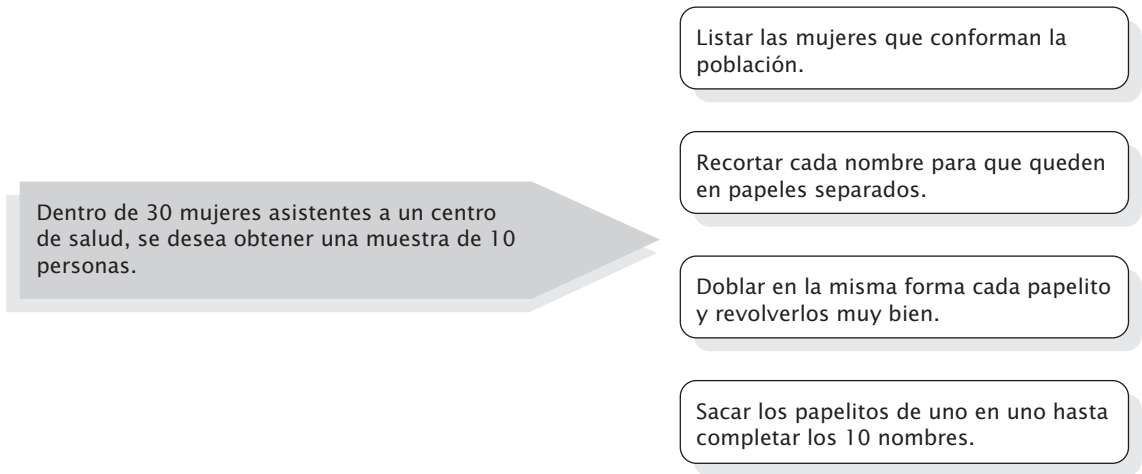 Listar las mujeres que conforman la
población.
Recortar cada nombre para que queden
en papeles separados.
Dentro de 30 mujeres asistentes a un centro
de salud, se desea obtener una muestra de 10
personas.
Doblar en la misma forma cada papelito
y revolverlos muy bien.
Sacar los papelitos de uno en uno hasta
completar los 10 nombres.